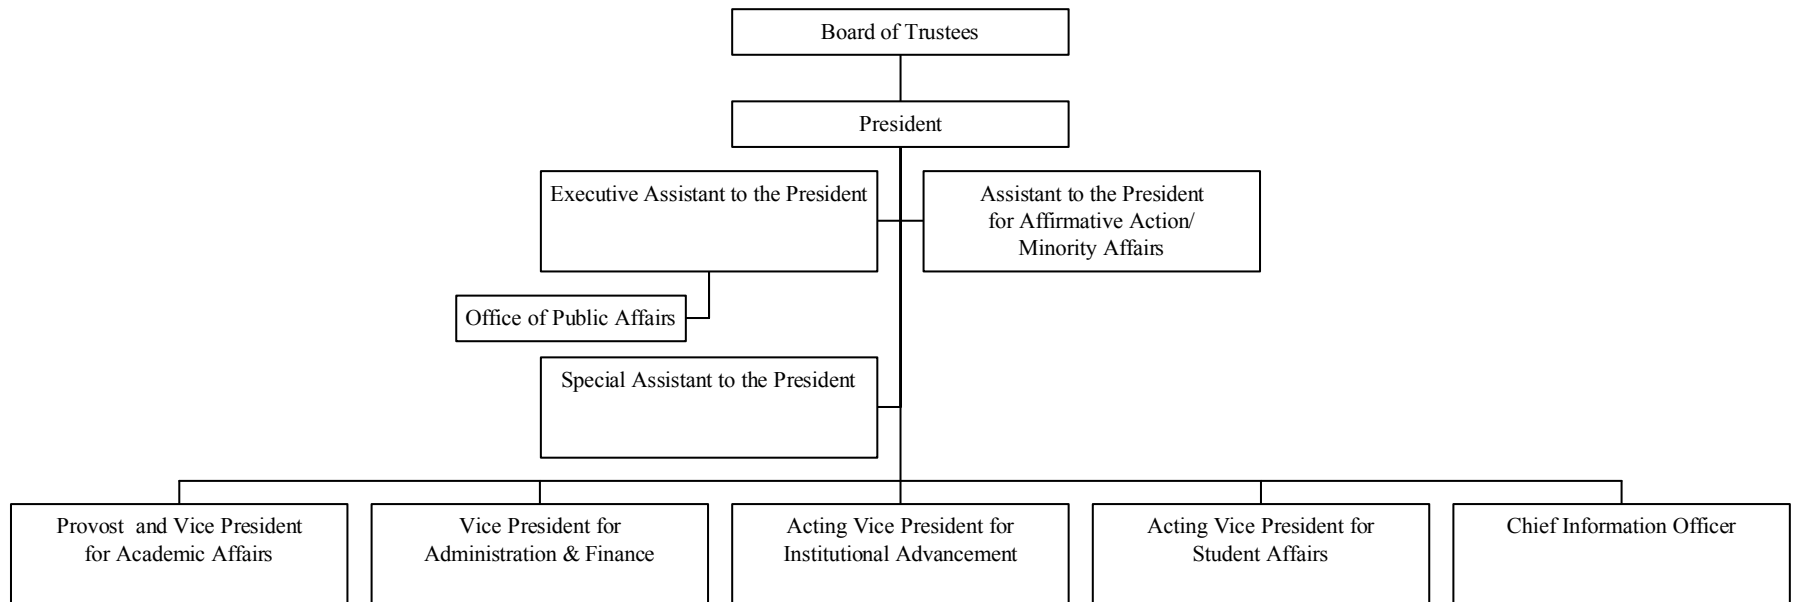 Board of Trustees
President
Executive Assistant to the President
Assistant to the President
for Affirmative Action/
Minority Affairs
Office of Public Affairs
Special Assistant to the President
Provost  and Vice President
for Academic Affairs
Vice President for
Administration & Finance
Acting Vice President for
Institutional Advancement
Acting Vice President for
Student Affairs
Chief Information Officer